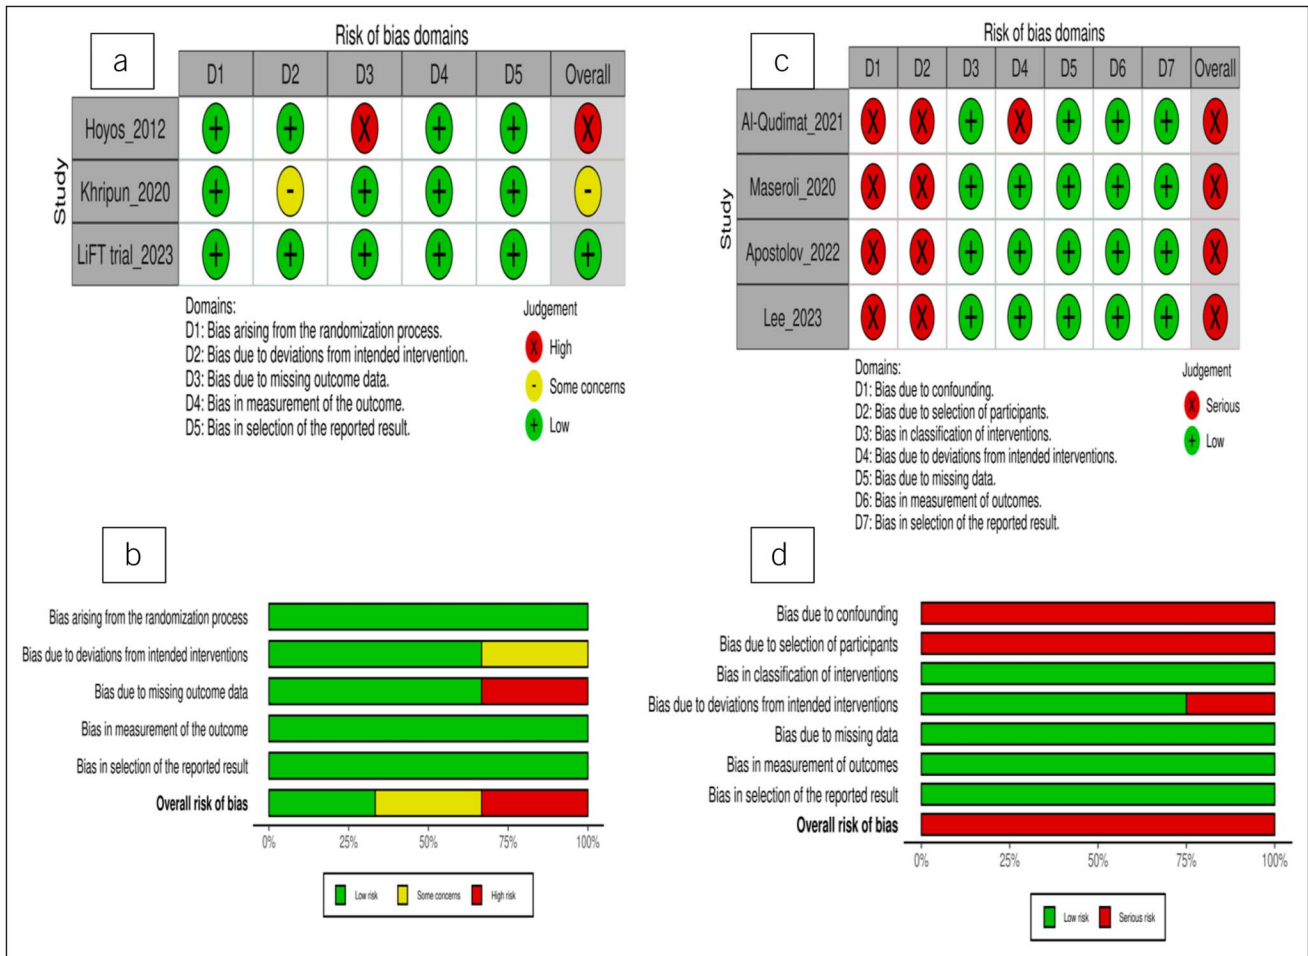 a
Risk of bias domains
D1 D2 D3 D4 D5 Overall
Study
Hoyos_2012 + + X + + X
Khripun_2020 + - + + + -
LiFT trial_2023 + + + + + +
Domains:
D1: Bias arising from the randomization process.
D2: Bias due to deviations from intended intervention.
D3: Bias due to missing outcome data.
D4: Bias in measurement of the outcome.
D5: Bias in selection of the reported result.
Judgement
X High
- Some concerns
+ Low
c
Risk of bias domains
D1 D2 D3 D4 D5 D6 D7 Overall
Study
Al-Qudimat_2021 X X + X + + + X
Maseroli_2020 X X + + + + + X
Apostolov_2022 X X + + + + + X
Lee_2023 X X + + + + + X
Domains:
D1: Bias due to confounding.
D2: Bias due to selection of participants.
D3: Bias in classification of interventions.
D4: Bias due to deviations from intended interventions.
D5: Bias due to missing data.
D6: Bias in measurement of outcomes.
D7: Bias in selection of the reported result.
Judgement
X Serious
+ Low
b
Bias arising from the randomization process
Bias due to deviations from intended interventions
Bias due to missing outcome data
Bias in measurement of the outcome
Bias in selection of the reported result
Overall risk of bias
0% 25% 50% 75% 100%
Low risk Some concerns High risk
d
Bias due to confounding
Bias due to selection of participants
Bias in classification of interventions
Bias due to deviations from intended interventions
Bias due to missing data
Bias in measurement of outcomes
Bias in selection of the reported result
Overall risk of bias
0% 25% 50% 75% 100%
Low risk Serious risk